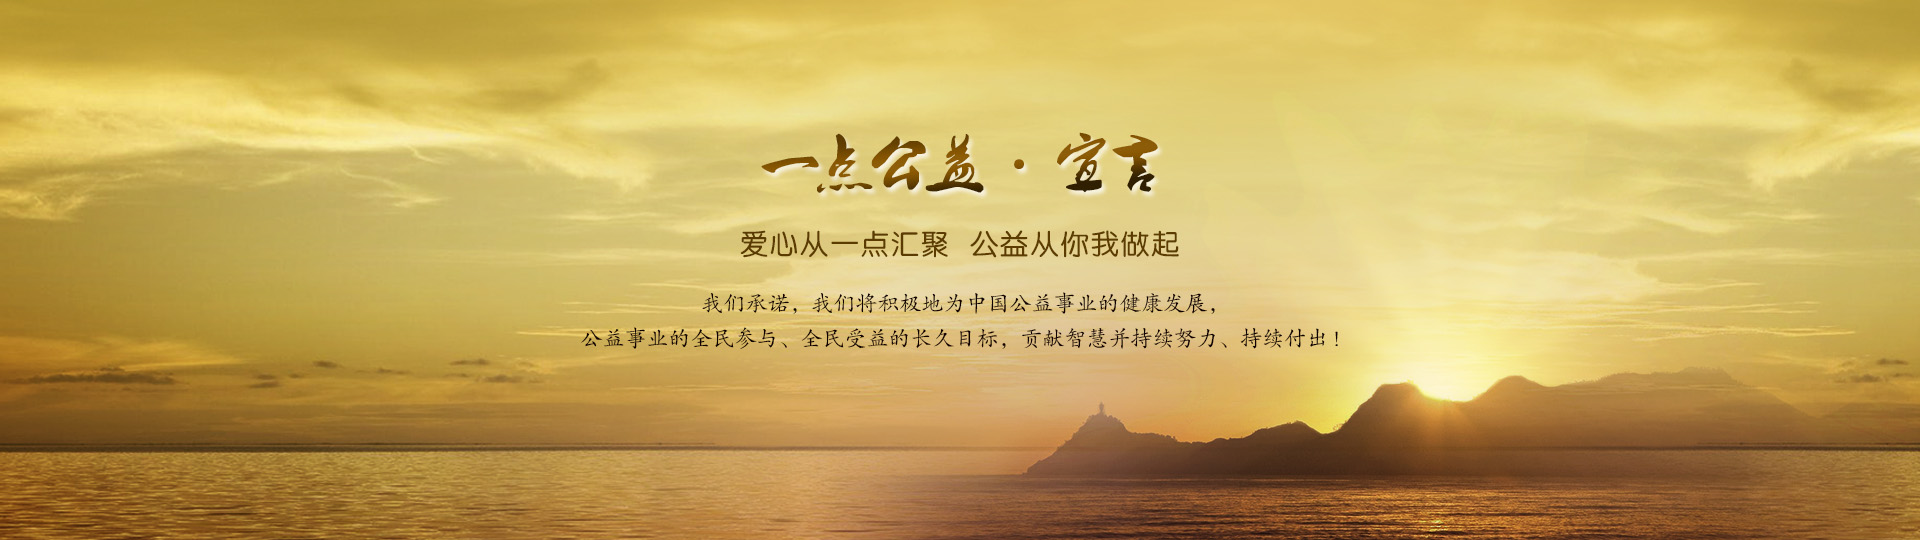 一点公益·宣言
爱心从一点汇聚 公益从你我做起
我们承诺，我们将积极地为中国公益事业的健康发展，
公益事业的全民参与、全民受益的长久目标，贡献智慧并持续努力、持续付出！